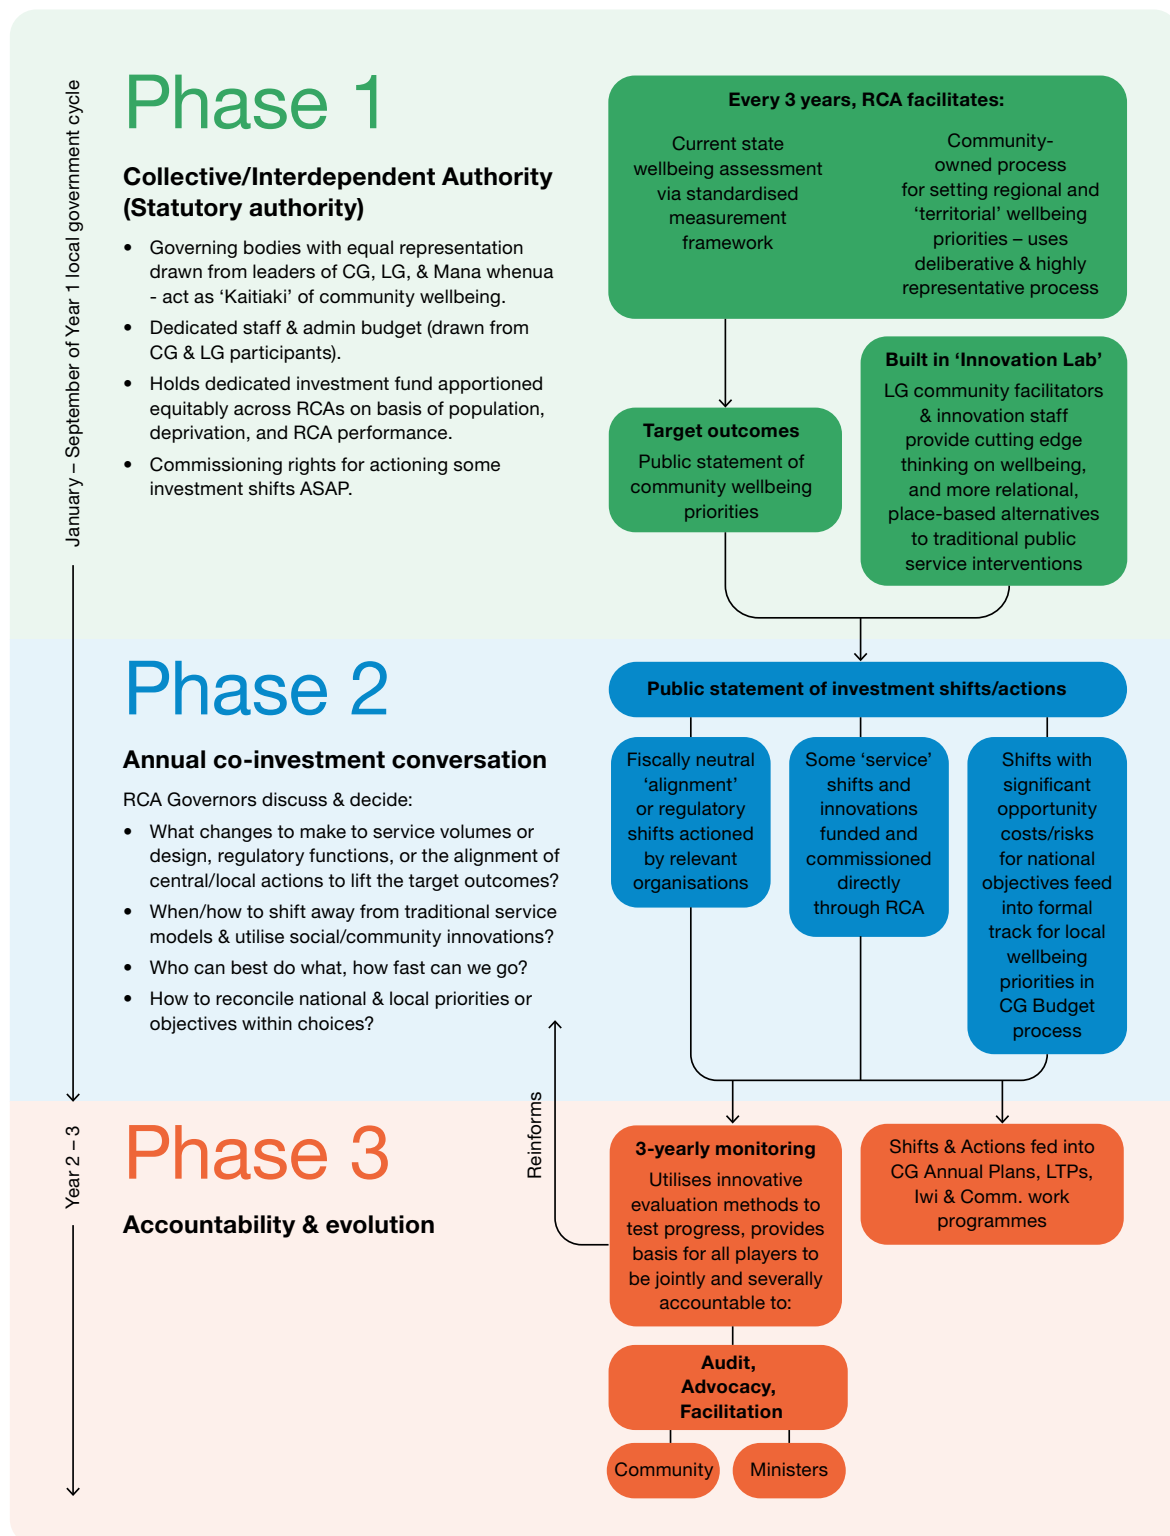 January – September of Year 1 local government cycle
Phase 1
Collective/Interdependent Authority
(Statutory authority)
• Governing bodies with equal representation
drawn from leaders of CG, LG, & Mana whenua
- act as ‘Kaitiaki’ of community wellbeing.
• Dedicated staff & admin budget (drawn from
CG & LG participants).
• Holds dedicated investment fund apportioned
equitably across RCAs on basis of population,
deprivation, and RCA performance.
• Commissioning rights for actioning some
investment shifts ASAP.
Every 3 years, RCA facilitates:
Current state
wellbeing assessment
via standardised
measurement
framework
Community-
owned process
for setting regional and
‘territorial’ wellbeing
priorities – uses
deliberative & highly
representative process
Target outcomes
Public statement of
community wellbeing
priorities
Built in ‘Innovation Lab’
LG community facilitators
& innovation staff
provide cutting edge
thinking on wellbeing,
and more relational,
place-based alternatives
to traditional public
service interventions
Phase 2
Annual co-investment conversation
RCA Governors discuss & decide:
• What changes to make to service volumes or
design, regulatory functions, or the alignment of
central/local actions to lift the target outcomes?
• When/how to shift away from traditional service
models & utilise social/community innovations?
• Who can best do what, how fast can we go?
• How to reconcile national & local priorities or
objectives within choices?
Public statement of investment shifts/actions
Fiscally neutral
‘alignment’
or regulatory
shifts actioned
by relevant
organisations
Some ‘service’
shifts and
innovations
funded and
commissioned
directly
through RCA
Shifts with
significant
opportunity
costs/risks
for national
objectives feed
into formal
track for local
wellbeing
priorities in
CG Budget
process
Year 2 – 3
Phase 3
Accountability & evolution
Reinforms
3-yearly monitoring
Utilises innovative
evaluation methods to
test progress, provides
basis for all players to
be jointly and severally
accountable to:
Shifts & Actions fed into
CG Annual Plans, LTPs,
Iwi & Comm. work
programmes
Audit,
Advocacy,
Facilitation
Community
Ministers